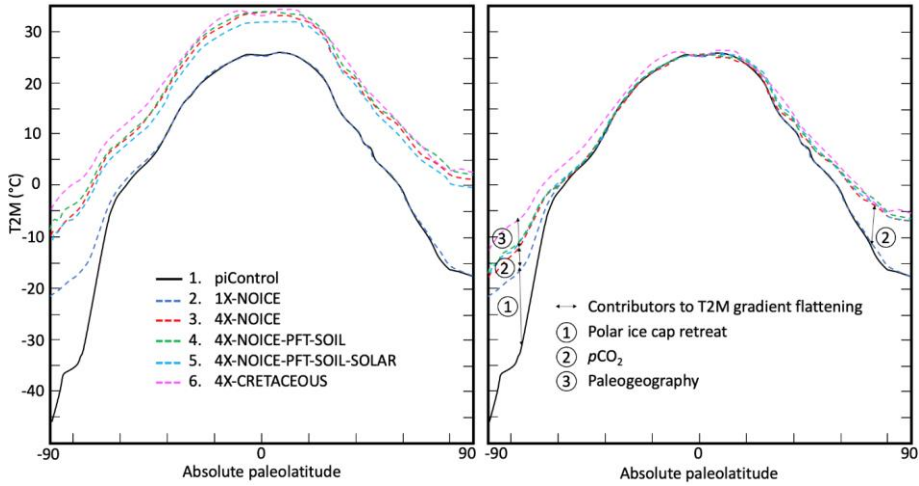 30
20
10
0
-10
-20
-30
-40
T2M (°C)
1. piControl
2. 1X-NOICE
3. 4X-NOICE
4. 4X-NOICE-PFT-SOIL
5. 4X-NOICE-PFT-SOIL-SOLAR
6. 4X-CRETACEOUS
-90 0 90
Absolute paleolatitude
3
2
1
2
Contributors to T2M gradient flattening
1 Polar ice cap retreat
2 pCO₂
3 Paleogeography
-90 0 90
Absolute paleolatitude